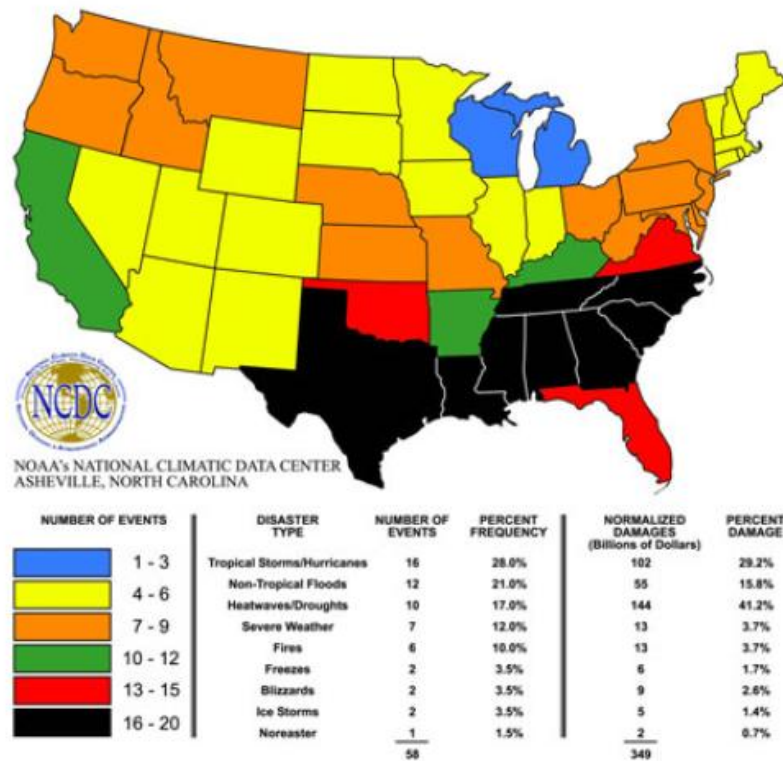 NCDC
NOAA's NATIONAL CLIMATIC DATA CENTER
ASHEVILLE, NORTH CAROLINA
NUMBER OF EVENTS
1 - 3
4 - 6
7 - 9
10 - 12
13 - 15
16 - 20
DISASTER TYPE NUMBER OF EVENTS PERCENT FREQUENCY NORMALIZED DAMAGES (Billions of Dollars) PERCENT DAMAGE
Tropical Storms/Hurricanes 16 28.0% 102 29.2%
Non-Tropical Floods 12 21.0% 55 15.8%
Heatwaves/Droughts 10 17.0% 144 41.2%
Severe Weather 7 12.0% 13 3.7%
Fires 6 10.0% 13 3.7%
Freezes 2 3.5% 6 1.7%
Blizzards 2 3.5% 9 2.6%
Ice Storms 2 3.5% 5 1.4%
Noreaster 1 1.5% 2 0.7%
58 349